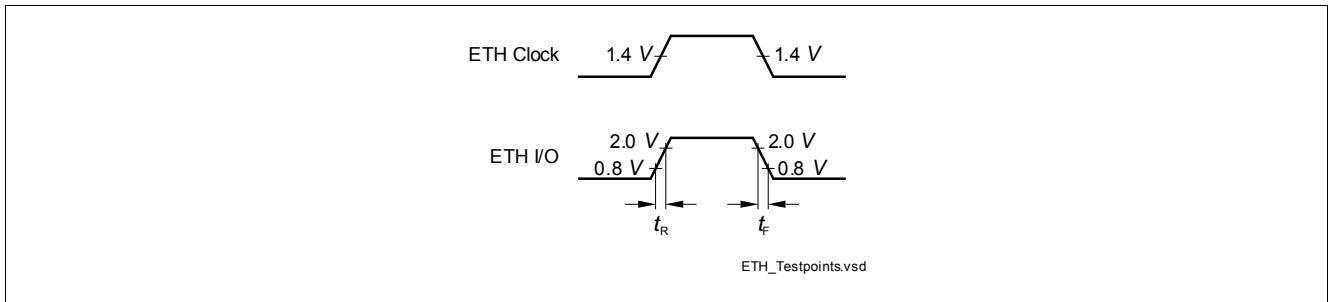 ETH Clock 1.4 V 1.4 V
2.0 V 2.0 V
ETH I/O
0.8 V 0.8 V
tR tF
ETH_Testpoints.vsd